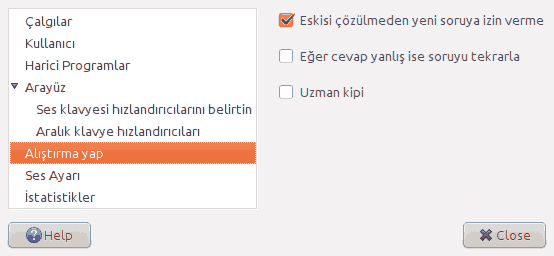 Çalgılar
Kullanıcı
Harici Programlar
Arayüz
Ses klavyesi hızlandırıcılarını belirtin
Aralık klavye hızlandırıcıları
Alıştırma yap
Ses Ayarı
İstatistikler
Eskisi çözülmeden yeni soruya izin verme
Eğer cevap yanlış ise soruyu tekrarla
Uzman kipi
Help
Close